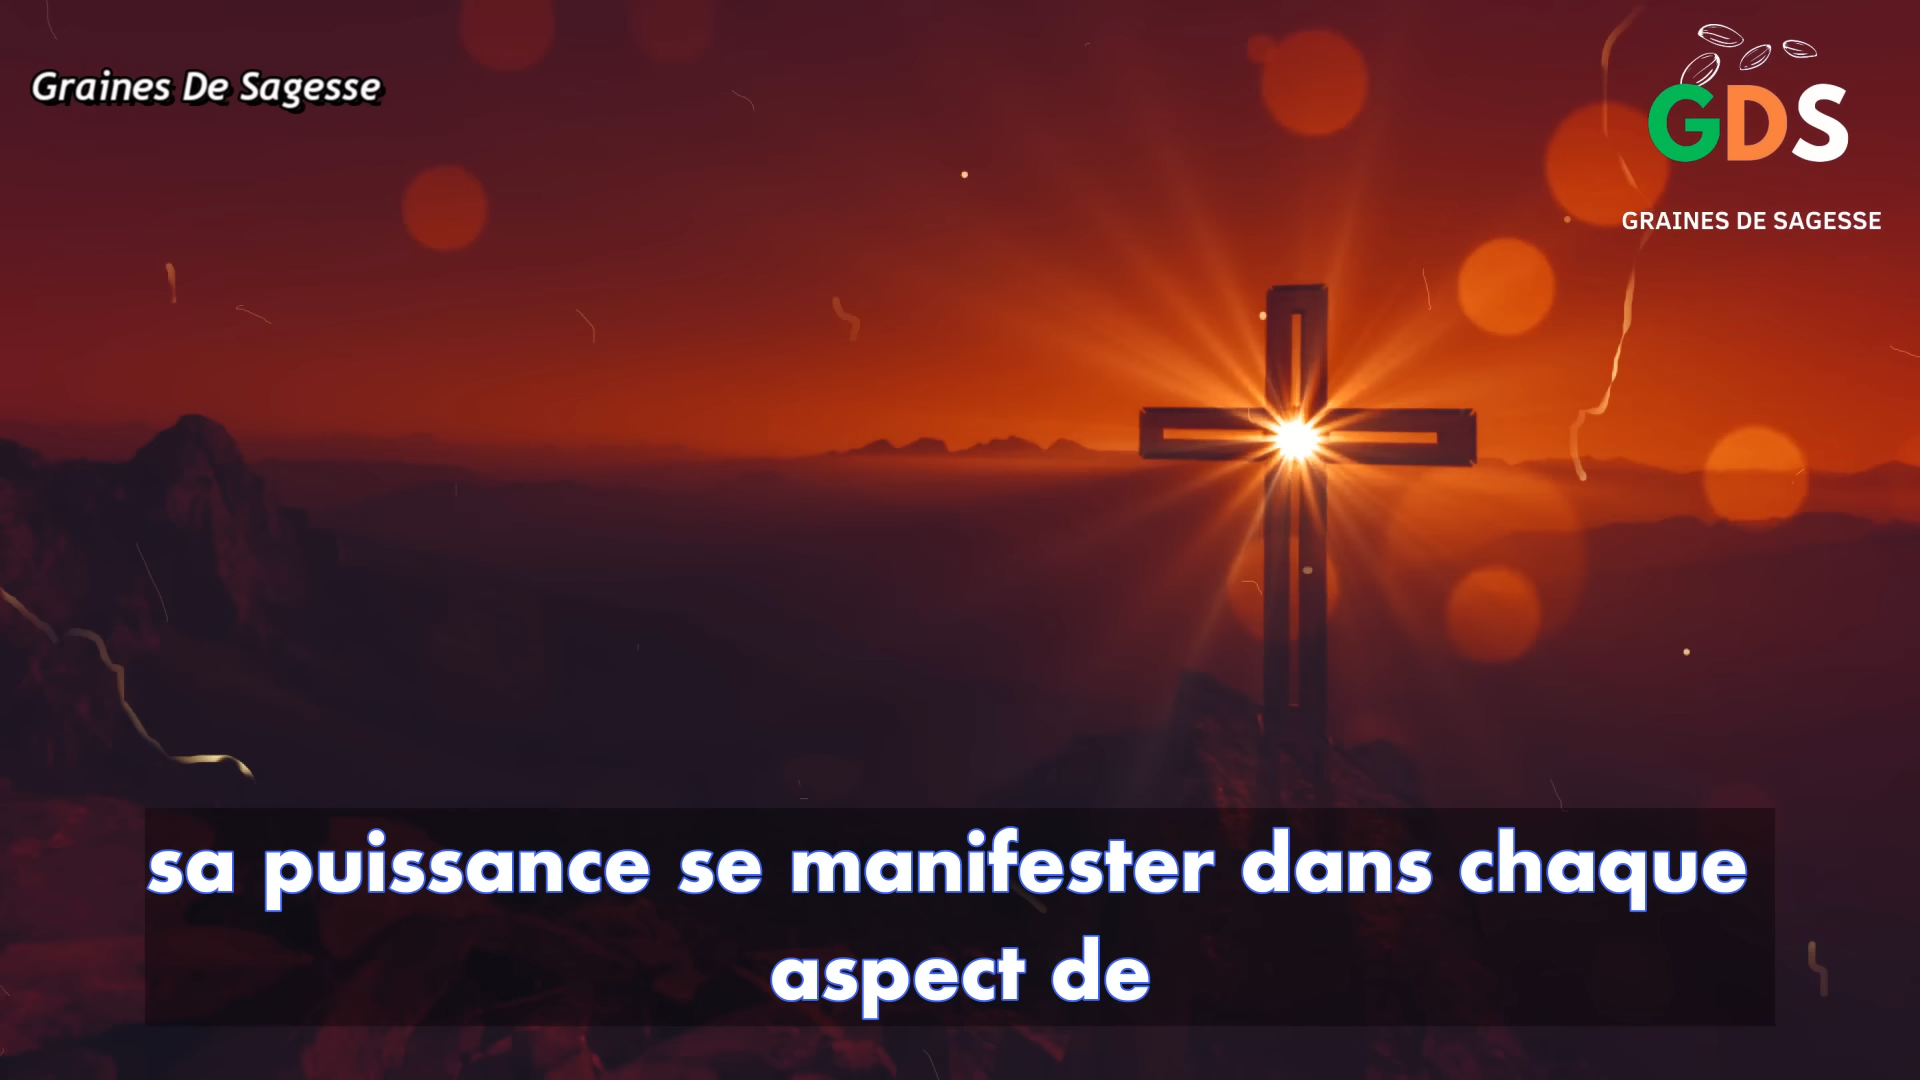 Graines De Sagesse
GDS
GRAINES DE SAGESSE
sa puissance se manifester dans chaque
aspect de